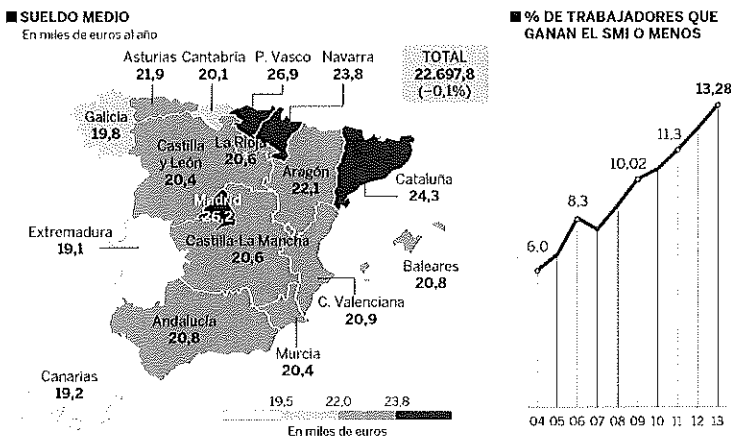 SUELDO MEDIO
En miles de euros al año
Asturias
21,9
Cantabria
20,1
P. Vasco
26,9
Navarra
23,8
TOTAL
22.697,8
(–0,1%)
Galicia
19,8
Castilla
y León
20,4
La Rioja
20,6
Aragón
22,1
Cataluña
24,3
Madrid
26,2
Extremadura
19,1
Castilla-La Mancha
20,6
Baleares
20,8
C. Valenciana
20,9
Andalucía
20,8
Murcia
20,4
Canarias
19,2
19,5 22,0 23,8
En miles de euros
% DE TRABAJADORES QUE
GANAN EL SMI O MENOS
13,28
11,3
10,02
8,3
6,0
04 05 06 07 08 09 10 11 12 13